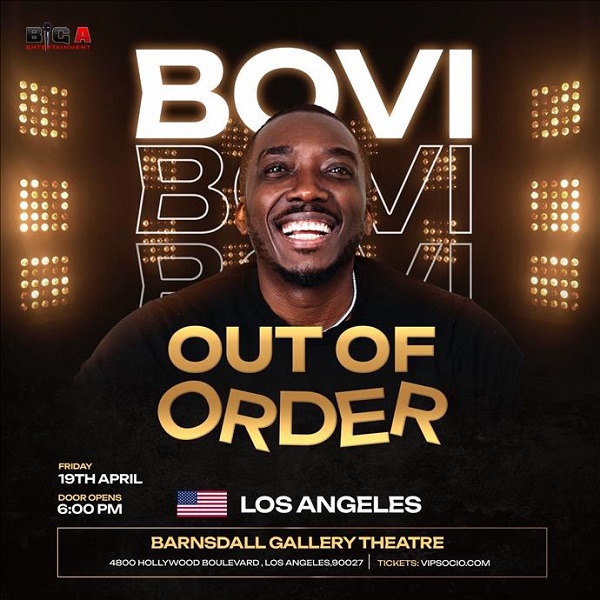 BIG A
ENTERTAINMENT
BOVI
BOVI
BOVI
OUT OF
ORDER
FRIDAY
19TH APRIL
DOOR OPENS
6:00 PM
LOS ANGELES
BARNSDALL GALLERY THEATRE
4800 HOLLYWOOD BOULEVARD , LOS ANGELES,90027 | TICKETS: VIPSOCIO.COM